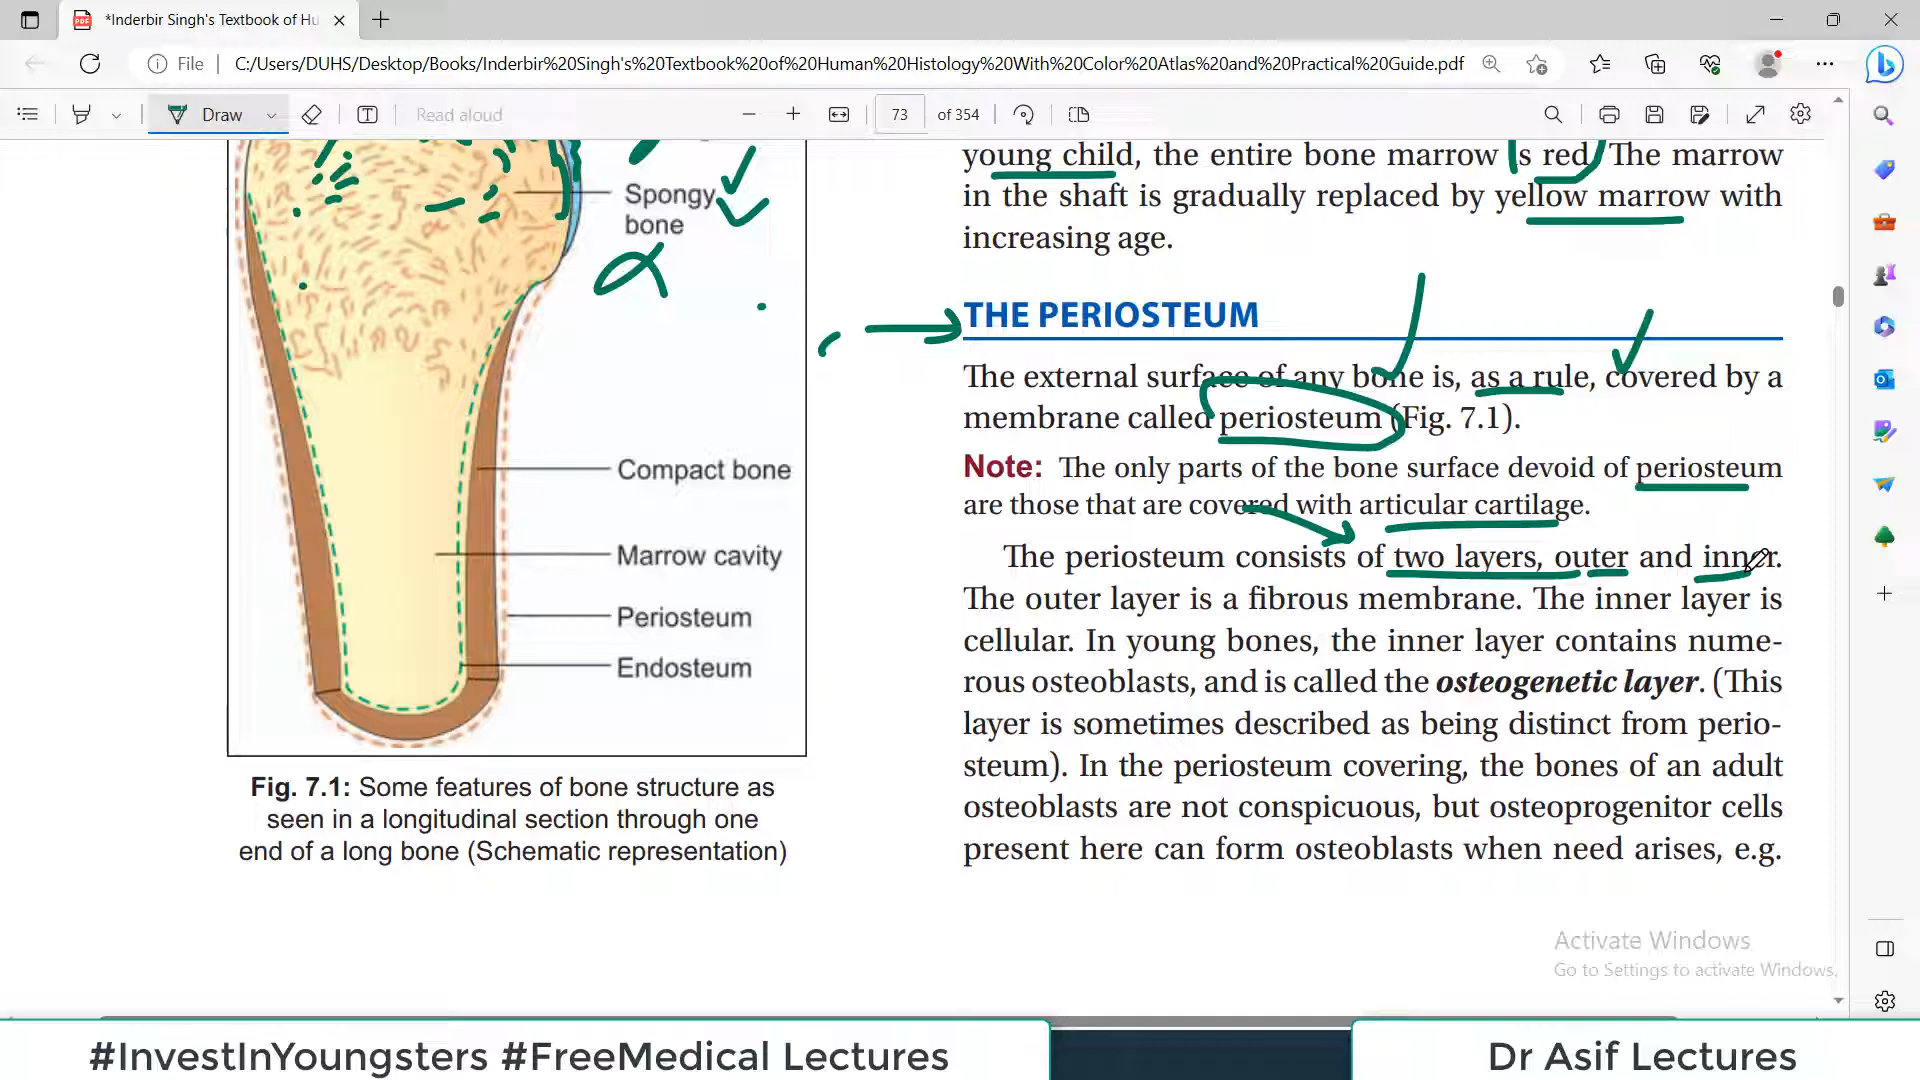 *Inderbir Singh's Textbook of Hu
File
C:/Users/DUHS/Desktop/Books/Inderbir%20Singh's%20Textbook%20of%20Human%20Histology%20With%20Color%20Atlas%20and%20Practical%20Guide.pdf
Draw
Read aloud
73
of 354
Spongy
bone
Compact bone
Marrow cavity
Periosteum
Endosteum
Fig. 7.1: Some features of bone structure as
seen in a longitudinal section through one
end of a long bone (Schematic representation)
young child, the entire bone marrow is red. The marrow
in the shaft is gradually replaced by yellow marrow with
increasing age.
THE PERIOSTEUM
The external surface of any bone is, as a rule, covered by a
membrane called periosteum (Fig. 7.1).
Note: The only parts of the bone surface devoid of periosteum
are those that are covered with articular cartilage.
The periosteum consists of two layers, outer and inner.
The outer layer is a fibrous membrane. The inner layer is
cellular. In young bones, the inner layer contains nume-
rous osteoblasts, and is called the osteogenetic layer. (This
layer is sometimes described as being distinct from perio-
steum). In the periosteum covering, the bones of an adult
osteoblasts are not conspicuous, but osteoprogenitor cells
present here can form osteoblasts when need arises, e.g.
Activate Windows
Go to Settings to activate Windows.
#InvestInYoungsters #FreeMedical Lectures
Dr Asif Lectures